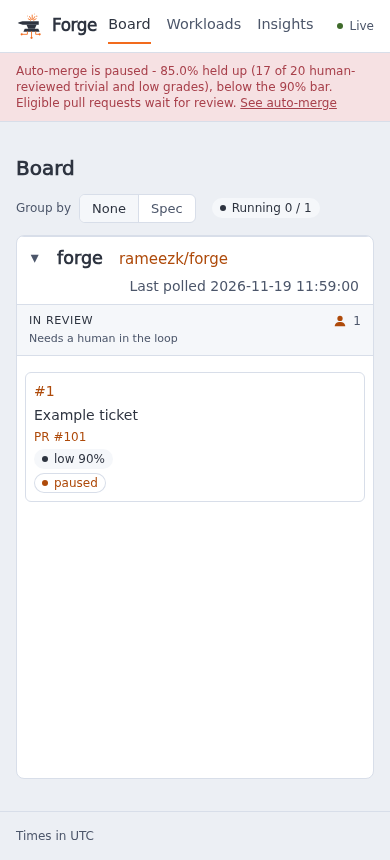 Forge Board Workloads Insights Live
Auto-merge is paused - 85.0% held up (17 of 20 human-
reviewed trivial and low grades), below the 90% bar.
Eligible pull requests wait for review. See auto-merge
Board
Group by None Spec Running 0 / 1
forge rameezk/forge
Last polled 2026-11-19 11:59:00
IN REVIEW 1
Needs a human in the loop
#1
Example ticket
PR #101
low 90%
paused
Times in UTC